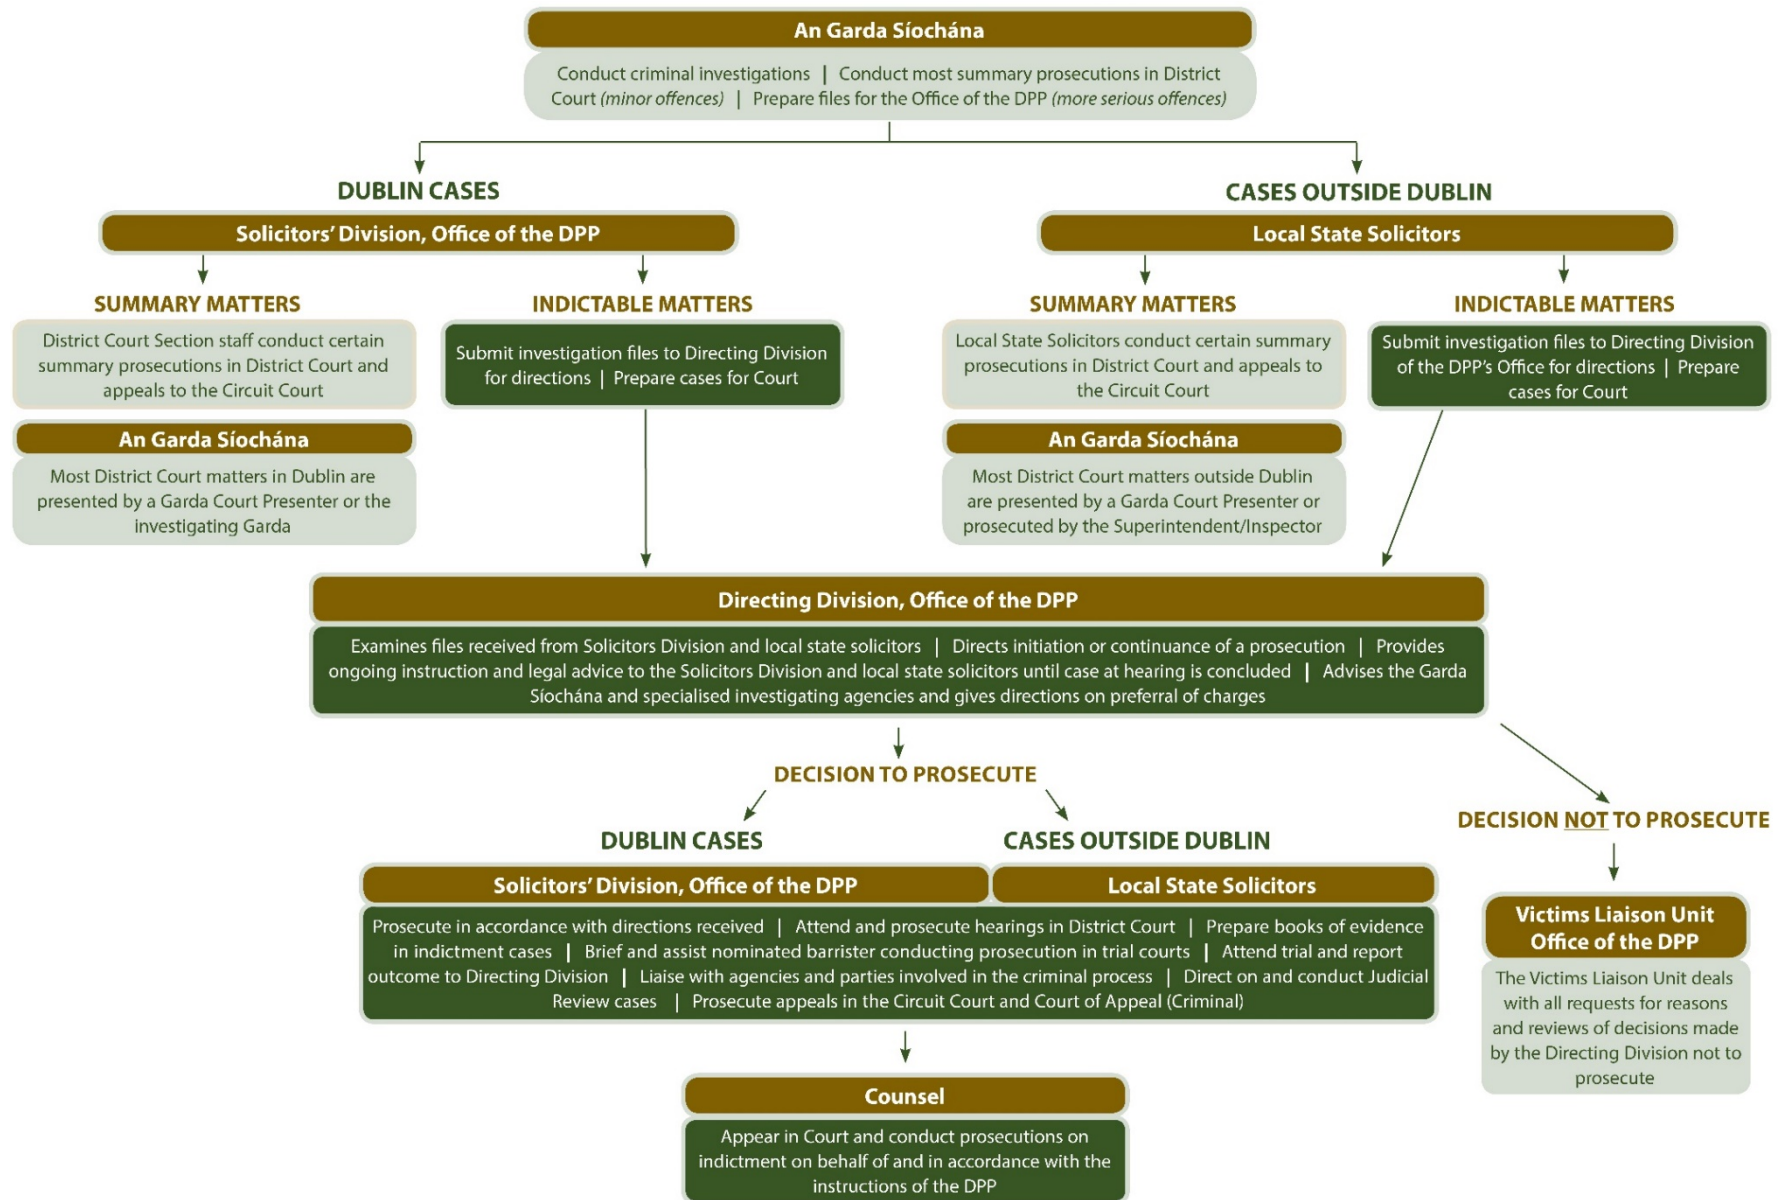 An Garda Síochána
Conduct criminal investigations | Conduct most summary prosecutions in District
Court (minor offences) | Prepare files for the Office of the DPP (more serious offences)
DUBLIN CASES
Solicitors' Division, Office of the DPP
SUMMARY MATTERS
District Court Section staff conduct certain
summary prosecutions in District Court and
appeals to the Circuit Court
An Garda Síochána
Most District Court matters in Dublin are
presented by a Garda Court Presenter or the
investigating Garda
INDICTABLE MATTERS
Submit investigation files to Directing Division
for directions | Prepare cases for Court
CASES OUTSIDE DUBLIN
Local State Solicitors
SUMMARY MATTERS
Local State Solicitors conduct certain summary
prosecutions in District Court and appeals to
the Circuit Court
An Garda Síochána
Most District Court matters outside Dublin
are presented by a Garda Court Presenter or
prosecuted by the Superintendent/Inspector
INDICTABLE MATTERS
Submit investigation files to Directing Division
of the DPP's Office for directions | Prepare
cases for Court
Directing Division, Office of the DPP
Examines files received from Solicitors Division and local state solicitors | Directs initiation or continuance of a prosecution | Provides
ongoing instruction and legal advice to the Solicitors Division and local state solicitors until case at hearing is concluded | Advises the Garda
Síochána and specialised investigating agencies and gives directions on preferral of charges
DECISION TO PROSECUTE
DUBLIN CASES
CASES OUTSIDE DUBLIN
Solicitors' Division, Office of the DPP
Local State Solicitors
Prosecute in accordance with directions received | Attend and prosecute hearings in District Court | Prepare books of evidence
in indictment cases | Brief and assist nominated barrister conducting prosecution in trial courts | Attend trial and report
outcome to Directing Division | Liaise with agencies and parties involved in the criminal process | Direct on and conduct Judicial
Review cases | Prosecute appeals in the Circuit Court and Court of Appeal (Criminal)
Counsel
Appear in Court and conduct prosecutions on
indictment on behalf of and in accordance with the
instructions of the DPP
DECISION NOT TO PROSECUTE
Victims Liaison Unit
Office of the DPP
The Victims Liaison Unit deals
with all requests for reasons
and reviews of decisions made
by the Directing Division not to
prosecute